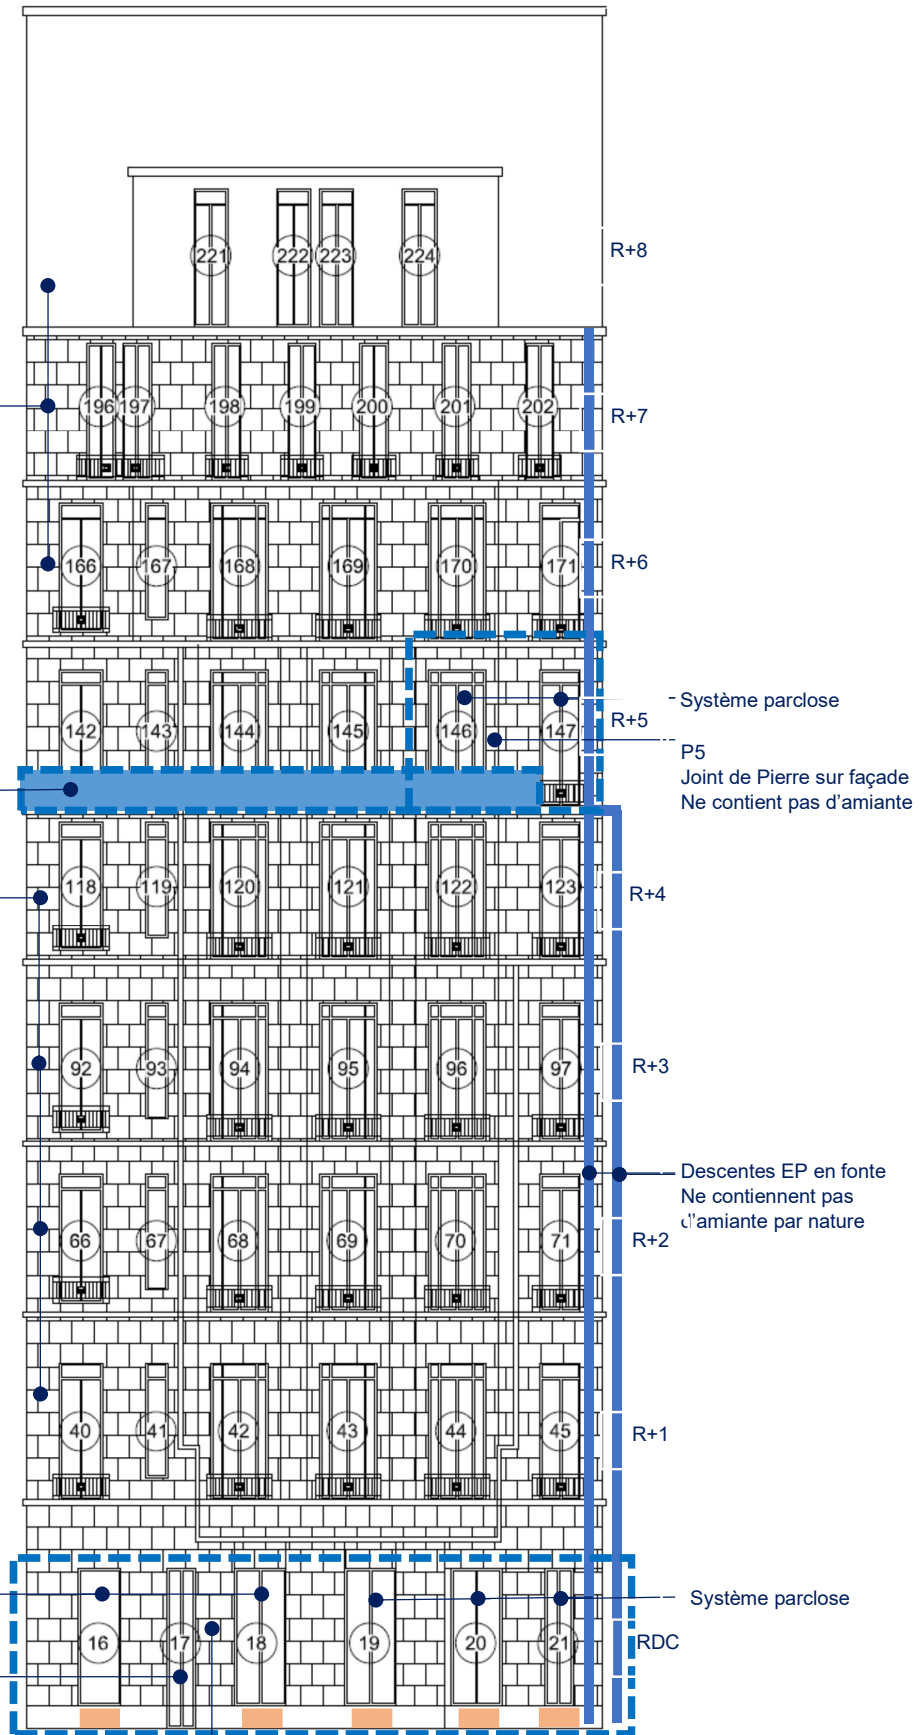 221 222 223 224
R+8
196 197 198 199 200 201 202
R+7
166 167 168 169 170 171
R+6
Système parclose
142 143 144 145 146 147
R+5
P5
Joint de Pierre sur façade
Ne contient pas d'amiante
118 119 120 121 122 123
R+4
92 93 94 95 96 97
R+3
Descentes EP en fonte
Ne contiennent pas
d'amiante par nature
66 67 68 69 70 71
R+2
40 41 42 43 44 45
R+1
Système parclose
16 17 18 19 20 21
RDC